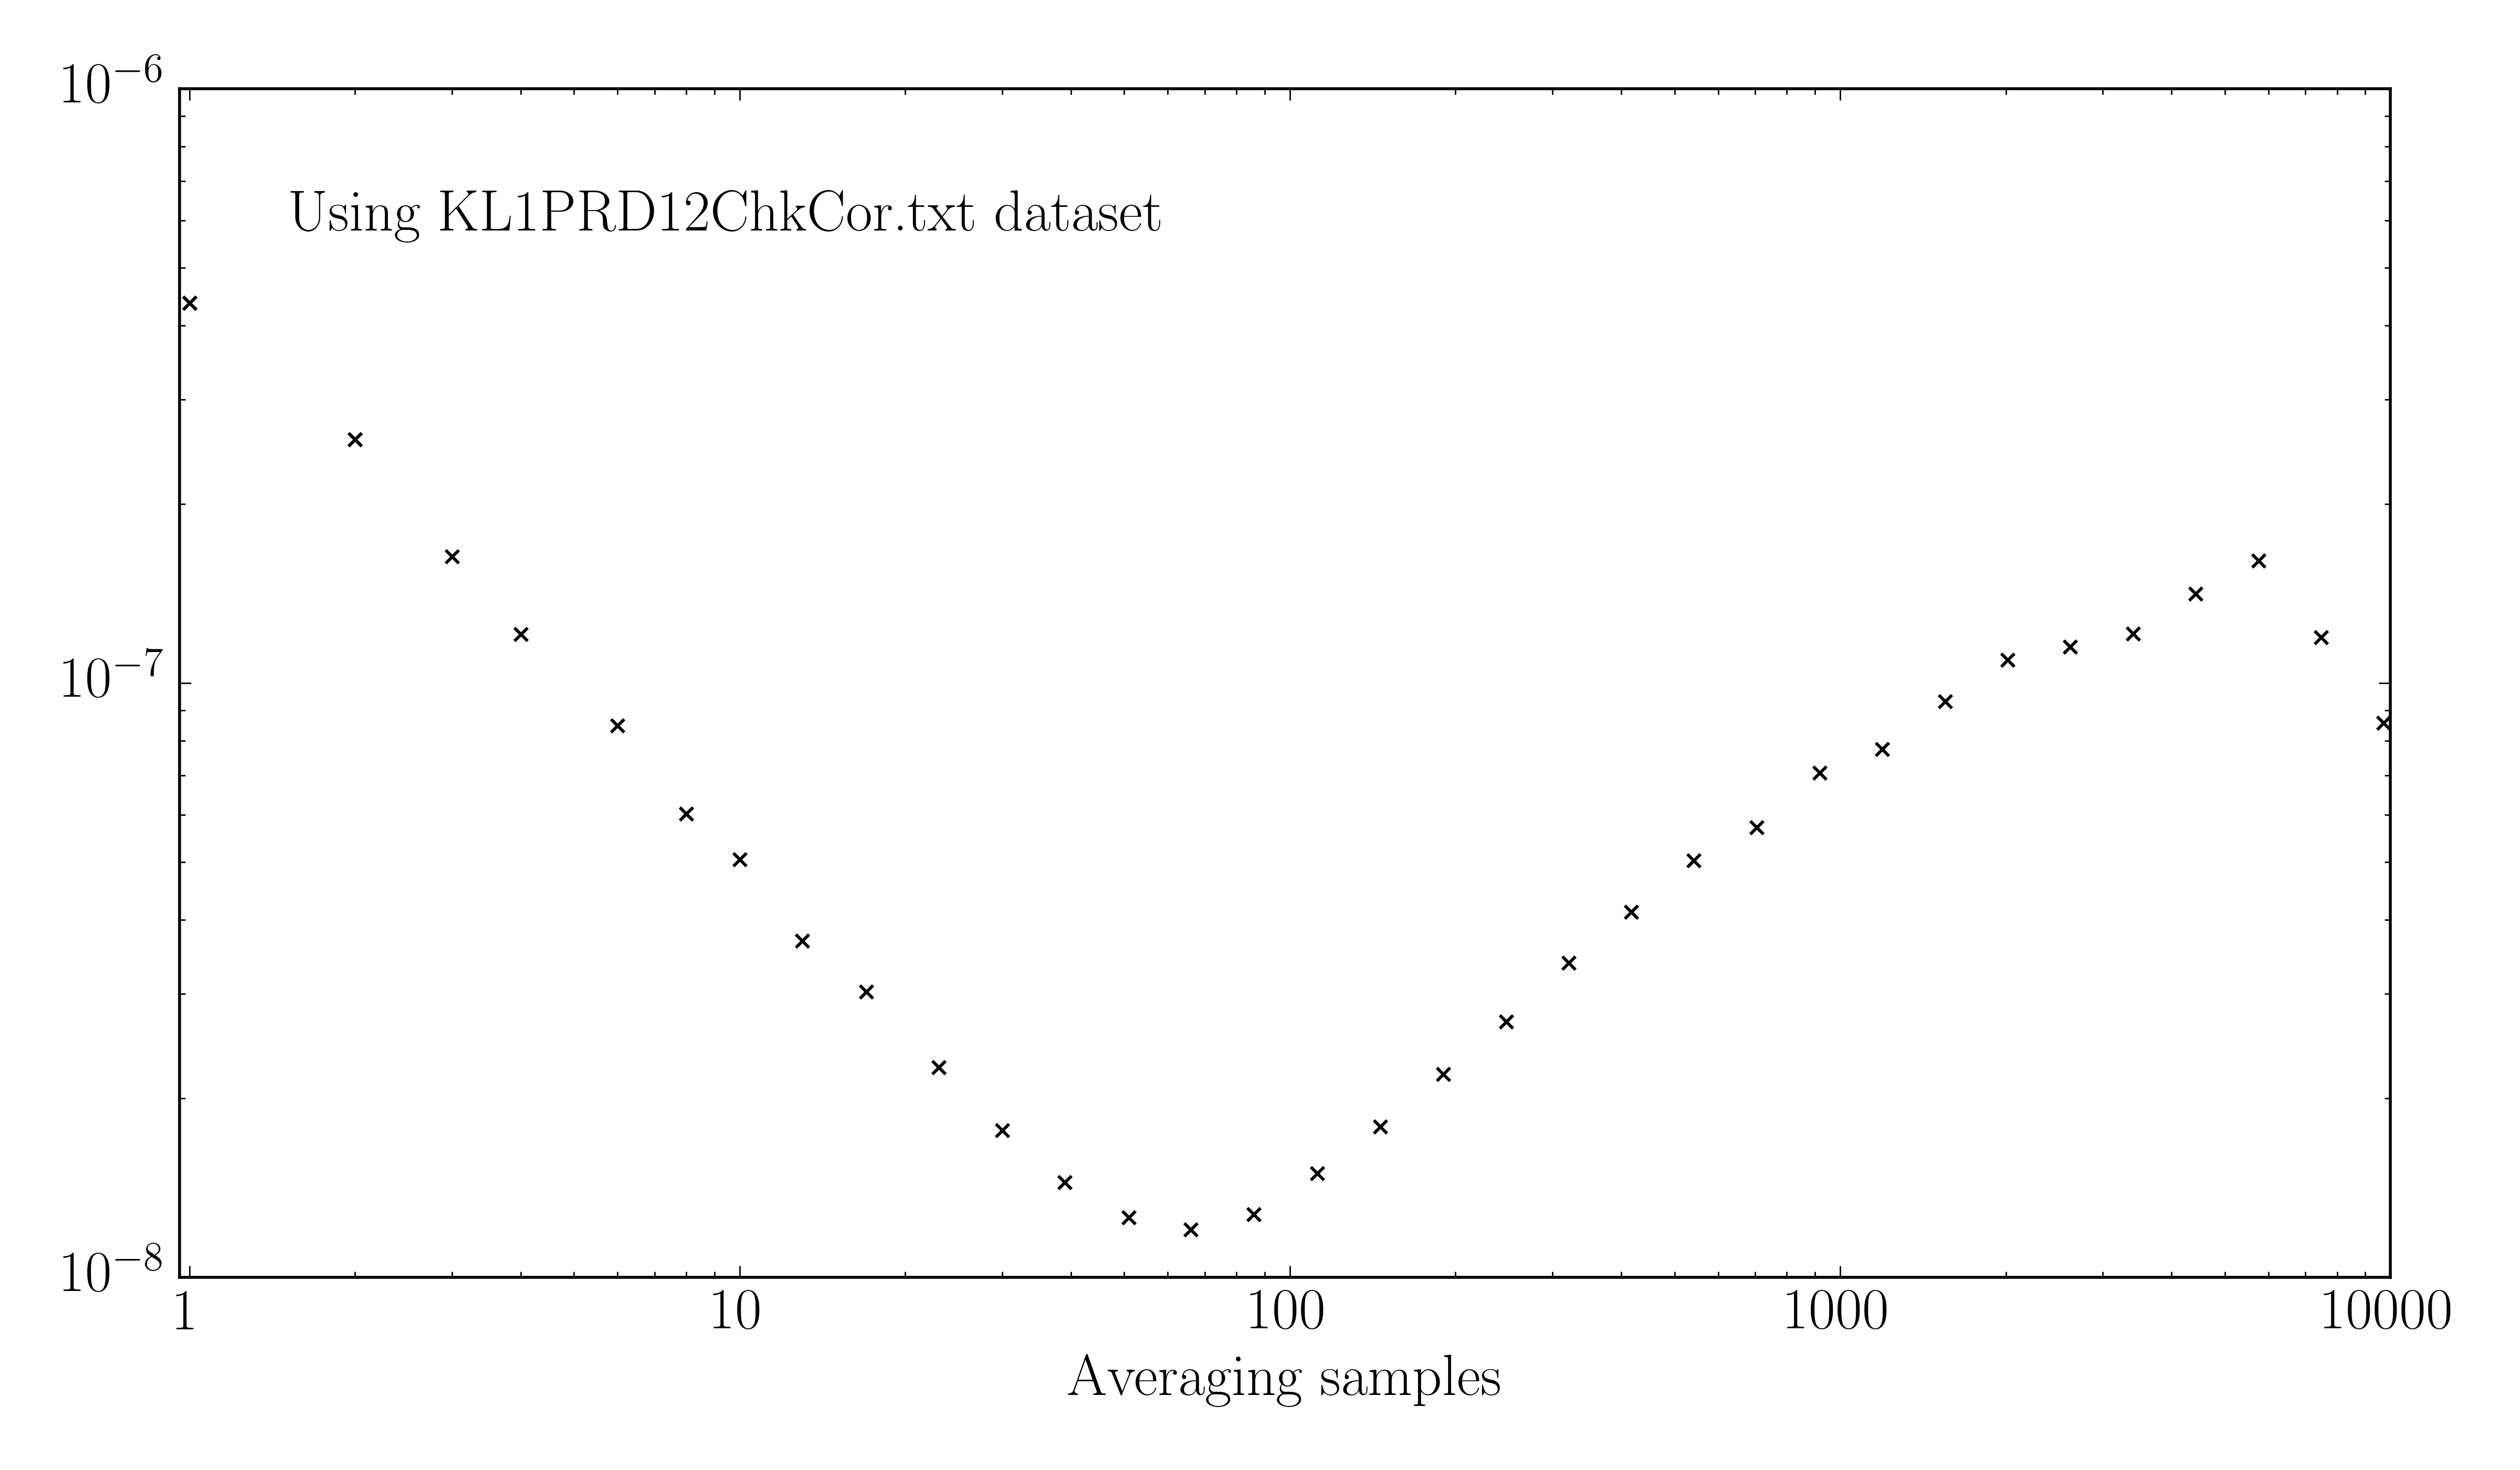 10−6
Using KL1PRD12ChkCor.txt dataset
10−7
10−8
1 10 100 1000 10000
Averaging samples